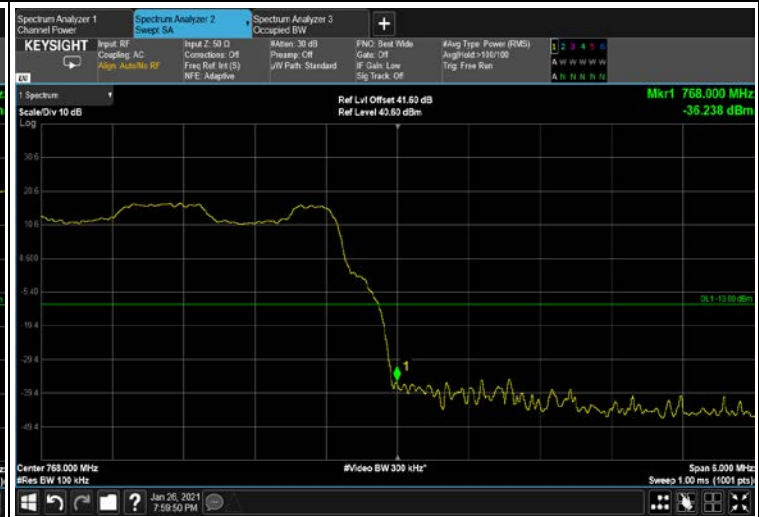 Spectrum Analyzer 1
Channel Power
Spectrum Analyzer 2
Swept SA
Spectrum Analyzer 3
Occupied BW
KEYSIGHT
Input: RF
Coupling: AC
Align: Auto/No RF
Input Z: 50 Ω
Corrections: Off
Freq Ref: Int (S)
NFE: Adaptive
#Atten: 30 dB
Preamp: Off
µW Path: Standard
PNO: Best Wide
Gate: Off
IF Gain: Low
Sig Track: Off
#Avg Type: Power (RMS)
Avg|Hold:>100/100
Trig: Free Run
1 2 3 4 5 6
A W W W W W
A N N N N N
1 Spectrum
Scale/Div 10 dB
Log
Ref Lvl Offset 41.60 dB
Ref Level 40.60 dBm
Mkr1 768.000 MHz
-36.238 dBm
30.6
20.6
10.6
0.600
-5.40
-19.4
-29.4
-39.4
-49.4
DL1 -13.00 dBm
1
Center 768.000 MHz
#Res BW 100 kHz
#Video BW 300 kHz*
Span 6.000 MHz
Sweep 1.00 ms (1001 pts)
?
Jan 26, 2021
7:59:50 PM